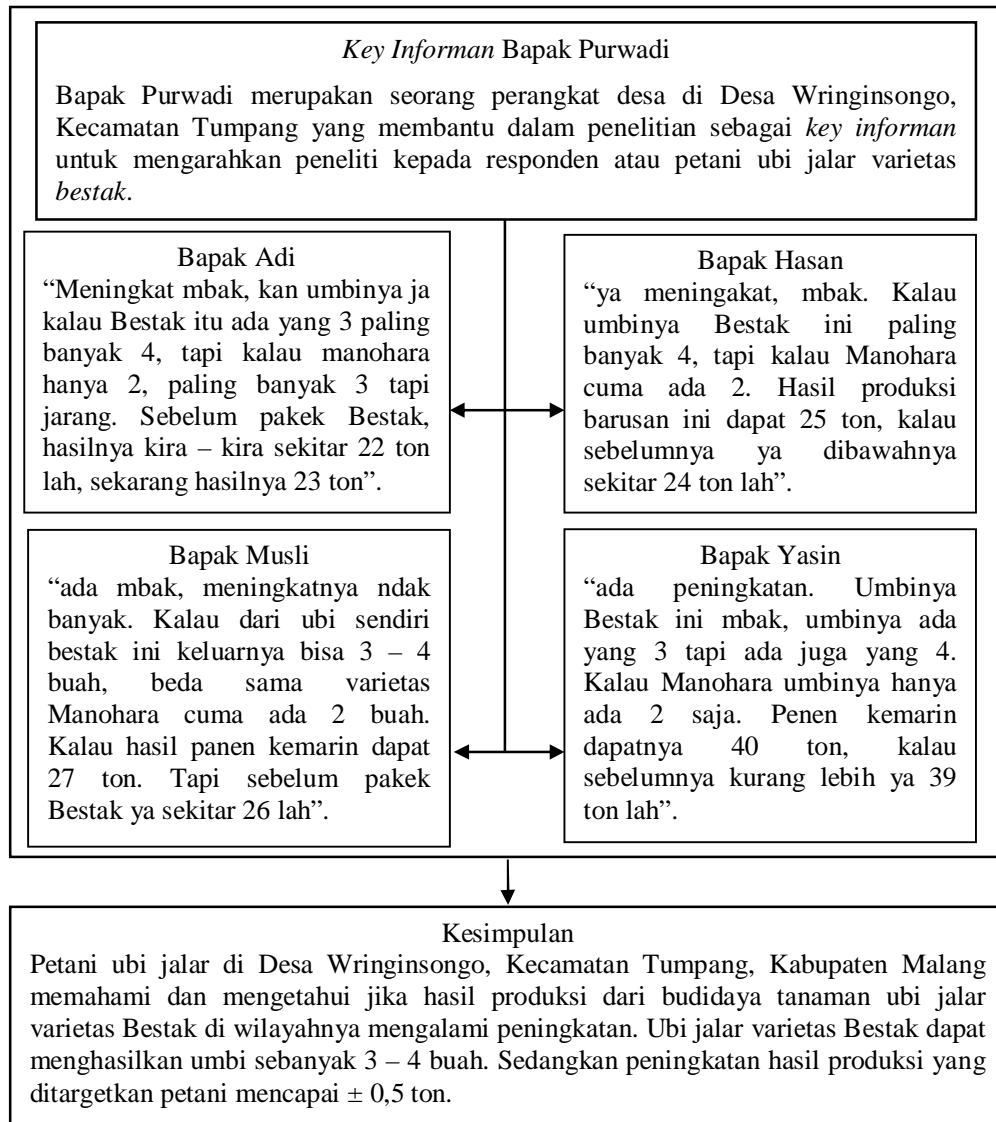 Key Informan Bapak Purwadi
Bapak Purwadi merupakan seorang perangkat desa di Desa Wringinsongo,
Kecamatan Tumpang yang membantu dalam penelitian sebagai key informan
untuk mengarahkan peneliti kepada responden atau petani ubi jalar varietas
bestak.
Bapak Adi
“Meningkat mbak, kan umbinya ja
kalau Bestak itu ada yang 3 paling
banyak 4, tapi kalau manohara
hanya 2, paling banyak 3 tapi
jarang. Sebelum pakek Bestak,
hasilnya kira – kira sekitar 22 ton
lah, sekarang hasilnya 23 ton”.
Bapak Hasan
“ya meningakat, mbak. Kalau
umbinya Bestak ini paling
banyak 4, tapi kalau Manohara
cuma ada 2. Hasil produksi
barusan ini dapat 25 ton, kalau
sebelumnya ya dibawahnya
sekitar 24 ton lah”.
Bapak Musli
“ada mbak, meningkatnya ndak
banyak. Kalau dari ubi sendiri
bestak ini keluarnya bisa 3 – 4
buah, beda sama varietas
Manohara cuma ada 2 buah.
Kalau hasil panen kemarin dapat
27 ton. Tapi sebelum pakek
Bestak ya sekitar 26 lah”.
Bapak Yasin
“ada peningkatan. Umbinya
Bestak ini mbak, umbinya ada
yang 3 tapi ada juga yang 4.
Kalau Manohara umbinya hanya
ada 2 saja. Penen kemarin
dapatnya 40 ton, kalau
sebelumnya kurang lebih ya 39
ton lah”.
Kesimpulan
Petani ubi jalar di Desa Wringinsongo, Kecamatan Tumpang, Kabupaten Malang
memahami dan mengetahui jika hasil produksi dari budidaya tanaman ubi jalar
varietas Bestak di wilayahnya mengalami peningkatan. Ubi jalar varietas Bestak dapat
menghasilkan umbi sebanyak 3 – 4 buah. Sedangkan peningkatan hasil produksi yang
ditargetkan petani mencapai ± 0,5 ton.